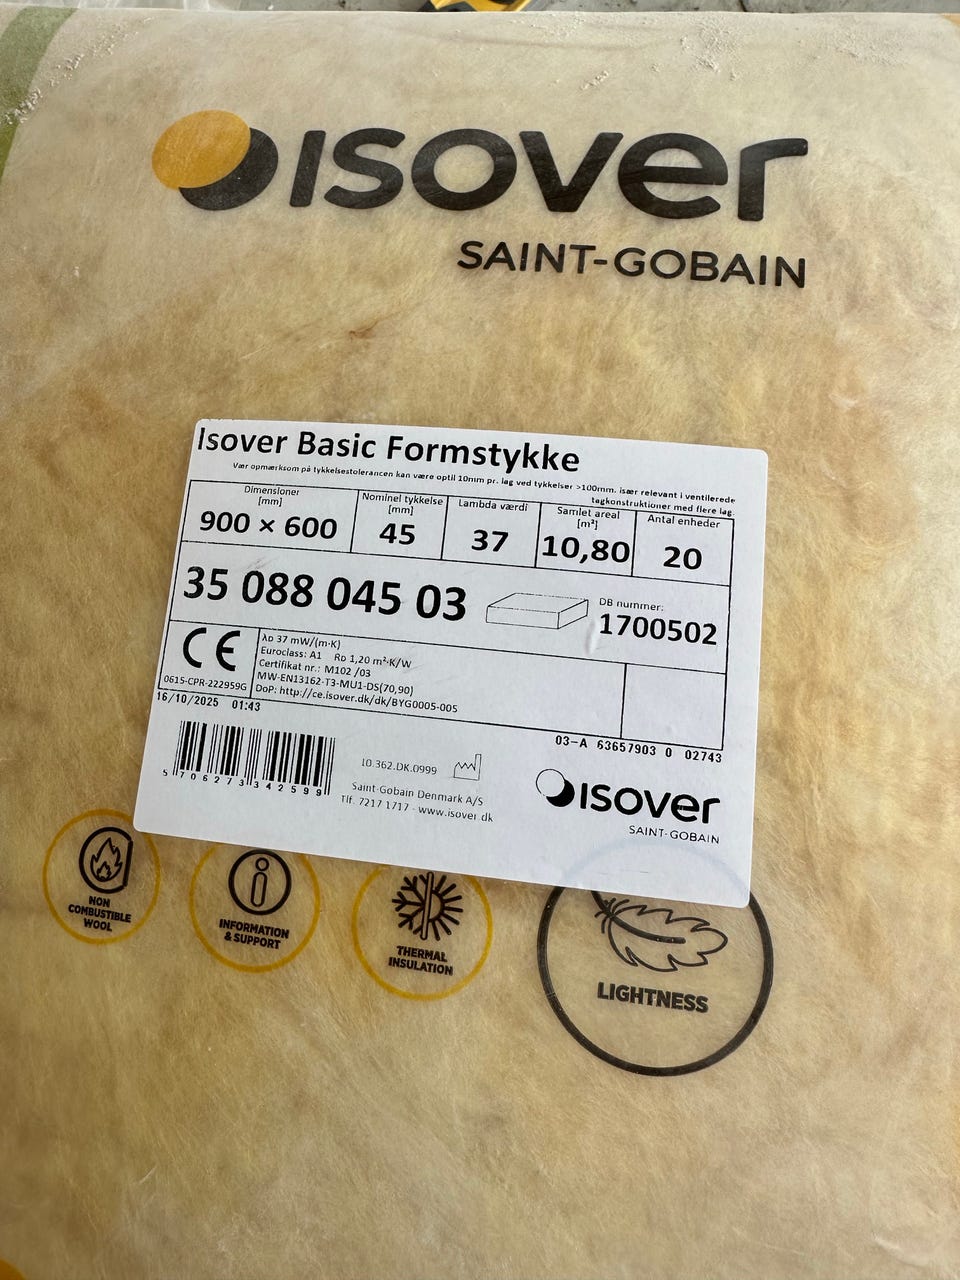 isover
SAINT-GOBAIN
Isover Basic Formstykke
Vær opmærksom på tykkelsestolerancen kan være optil 10mm pr. lag ved tykkelser >100mm. især relevant i ventilerede
tagkonstruktioner med flere lag.
Dimensioner
[mm]
900 × 600
Nominel tykkelse
[mm]
45
Lambda værdi
37
Samlet areal
[m²]
10,80
Antal enheder
20
35 088 045 03
DB nummer:
1700502
CE
0615-CPR-222959G
λD 37 mW/(m·K)
Euroclass: A1 RD 1,20 m²·K/W
Certifikat nr.: M102 /03
MW-EN13162-T3-MU1-DS(70,90)
DoP: http://ce.isover.dk/dk/BYG0005-005
16/10/2025 01:43
03-A 63657903 0 02743
5 706273 342599
10.362.DK.0999
Saint-Gobain Denmark A/S
Tlf. 7217 1717 - www.isover.dk
isover
SAINT-GOBAIN
NON
COMBUSTIBLE
WOOL
INFORMATION
& SUPPORT
THERMAL
INSULATION
LIGHTNESS